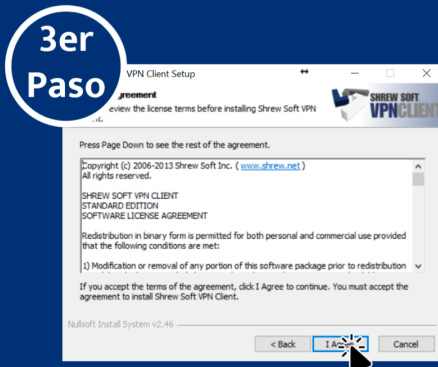 3er
Paso
VPN Client Setup
greement
eview the license terms before installing Shrew Soft VPN
SHREW SOFT
VPNCLIENT
Press Page Down to see the rest of the agreement.
Copyright (c) 2006-2013 Shrew Soft Inc. ( www.shrew.net )
All rights reserved.
SHREW SOFT VPN CLIENT
STANDARD EDITION
SOFTWARE LICENSE AGREEMENT
Redistribution in binary form is permitted for both personal and commercial use provided
that the following conditions are met:
1) Modification or removal of any portion of this software package prior to redistribution
If you accept the terms of the agreement, click I Agree to continue. You must accept the
agreement to install Shrew Soft VPN Client.
Nullsoft Install System v2.46
< Back
I Agree
Cancel